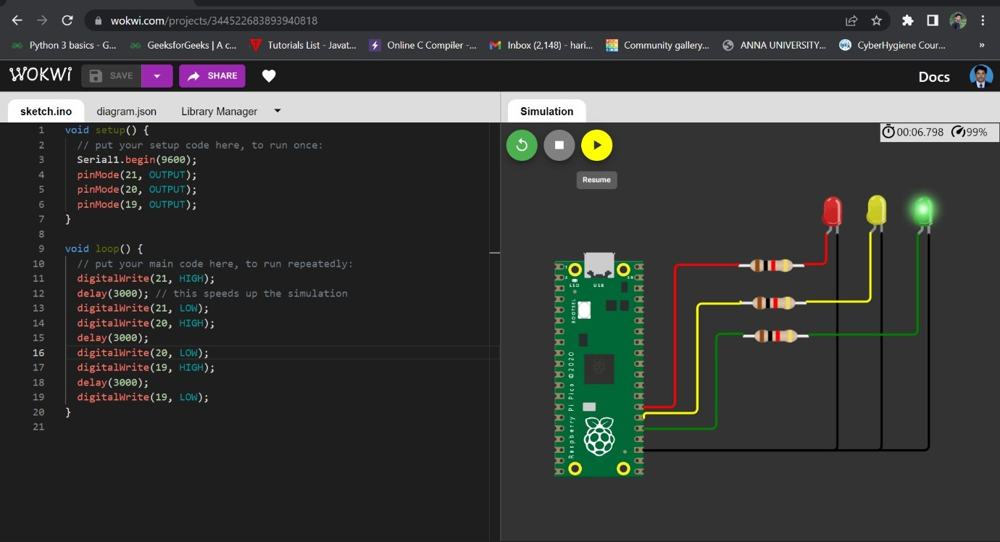 wokwi.com/projects/344522683893940818
Python 3 basics - G...
GeeksforGeeks | A c...
Tutorials List - Javat...
Online C Compiler -...
Inbox (2,148) - hari...
Community gallery...
ANNA UNIVERSITY...
CyberHygiene Cour...
»
WOKWI
SAVE
SHARE
Docs
sketch.ino
diagram.json
Library Manager
1 void setup() {
2 // put your setup code here, to run once:
3 Serial1.begin(9600);
4 pinMode(21, OUTPUT);
5 pinMode(20, OUTPUT);
6 pinMode(19, OUTPUT);
7 }
8
9 void loop() {
10 // put your main code here, to run repeatedly:
11 digitalWrite(21, HIGH);
12 delay(3000); // this speeds up the simulation
13 digitalWrite(21, LOW);
14 digitalWrite(20, HIGH);
15 delay(3000);
16 digitalWrite(20, LOW);
17 digitalWrite(19, HIGH);
18 delay(3000);
19 digitalWrite(19, LOW);
20 }
21
Simulation
00:06.798
99%
Resume
1
2
39
LED
USB
BOOTSEL
Raspberry Pi Pico ©2020